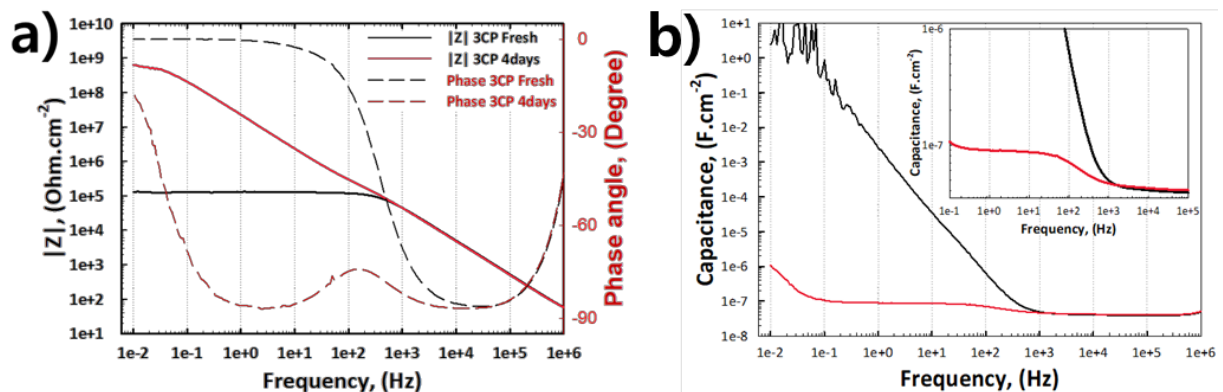 a)
1e+10
1e+9
1e+8
1e+7
1e+6
1e+5
1e+4
1e+3
1e+2
1e+1
|Z|, (Ohm.cm-2)
|Z| 3CP Fresh
|Z| 3CP 4days
Phase 3CP Fresh
Phase 3CP 4days
0
-30
-60
-90
Phase angle, (Degree)
1e-2 1e-1 1e+0 1e+1 1e+2 1e+3 1e+4 1e+5 1e+6
Frequency, (Hz)
b)
1e+1
1e+0
1e-1
1e-2
1e-3
1e-4
1e-5
1e-6
1e-7
1e-8
Capacitance, (F.cm-2)
1e-2 1e-1 1e+0 1e+1 1e+2 1e+3 1e+4 1e+5 1e+6
Frequency, (Hz)
1e-6
1e-7
Capacitance, (F.cm-2)
1e-1 1e+0 1e+1 1e+2 1e+3 1e+4 1e+5
Frequency, (Hz)